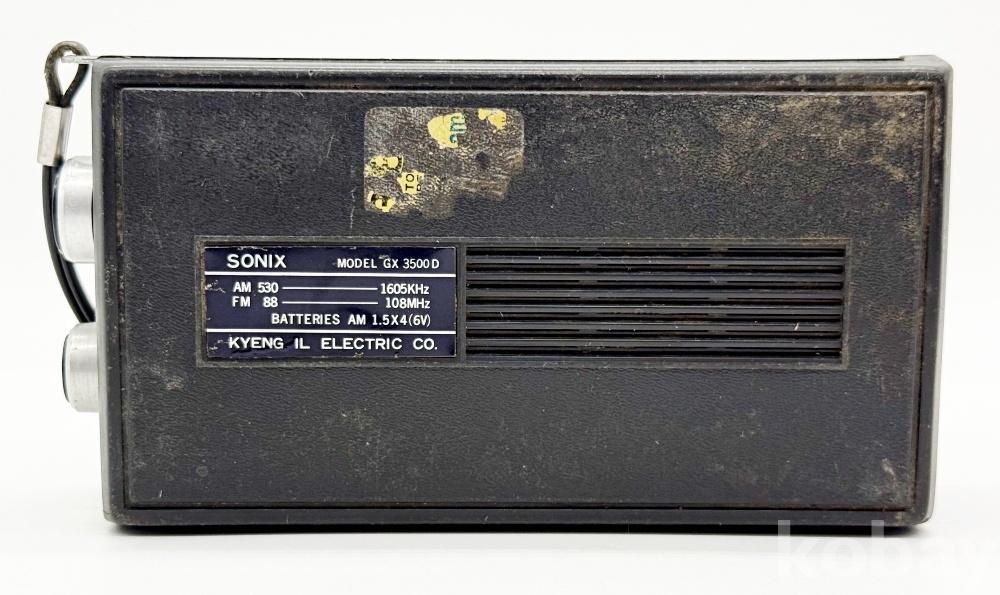 SONIX MODEL GX 3500D
AM 530 1605KHz
FM 88 108MHz
BATTERIES AM 1.5X4(6V)
KYENG IL ELECTRIC CO.
kobay